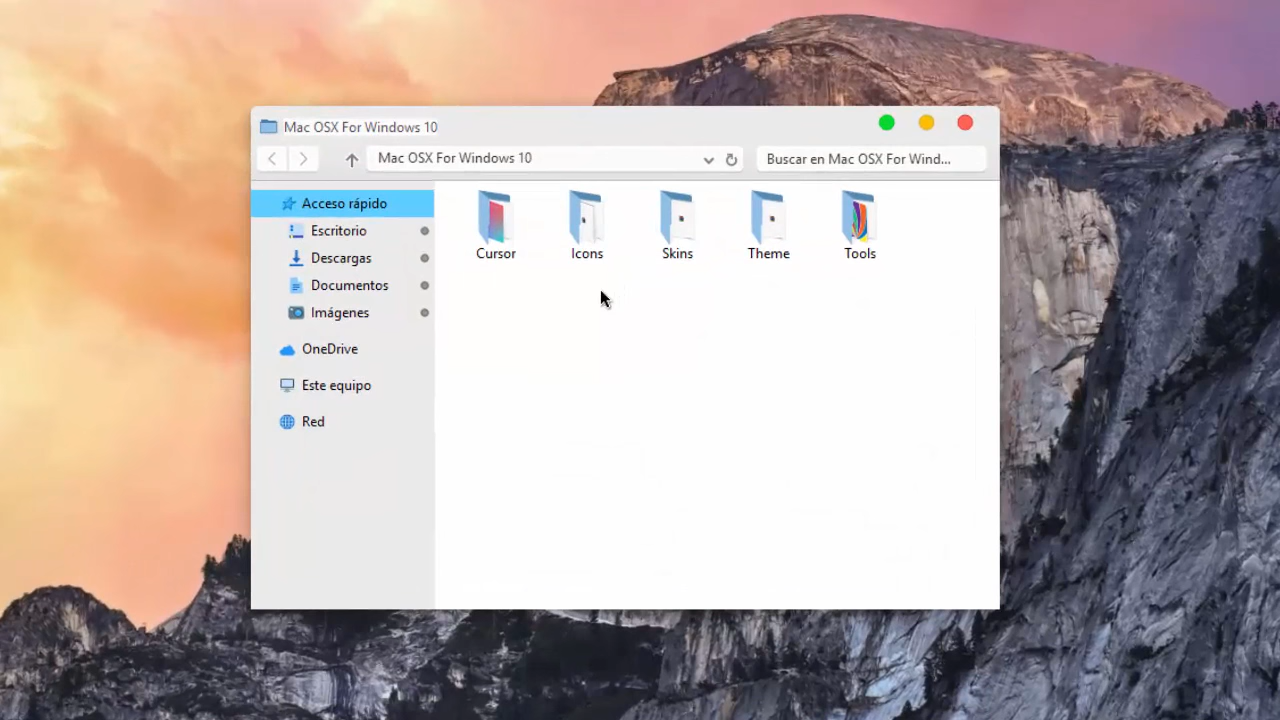 Mac OSX For Windows 10
Mac OSX For Windows 10
Buscar en Mac OSX For Wind...
Acceso rápido
Escritorio
Descargas
Documentos
Imágenes
OneDrive
Este equipo
Red
Cursor
Icons
Skins
Theme
Tools